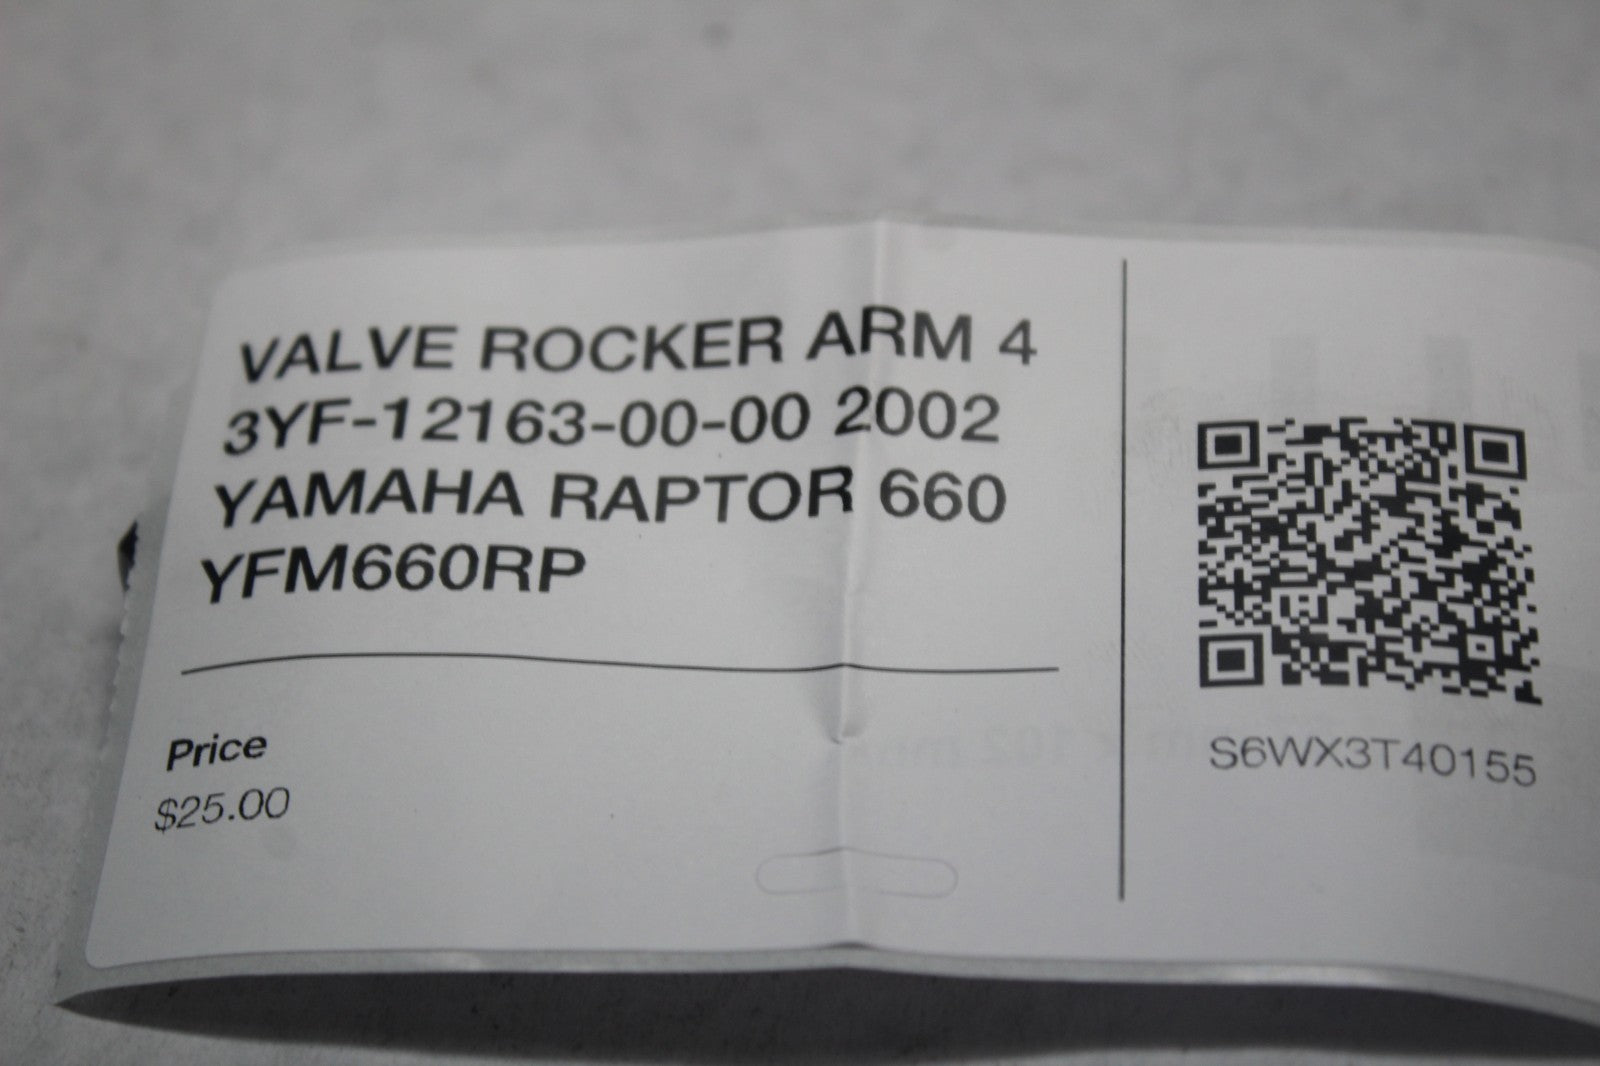 VALVE ROCKER ARM 4
3YF-12163-00-00 2002
YAMAHA RAPTOR 660
YFM660RP
Price
$25.00
S6WX3T40155